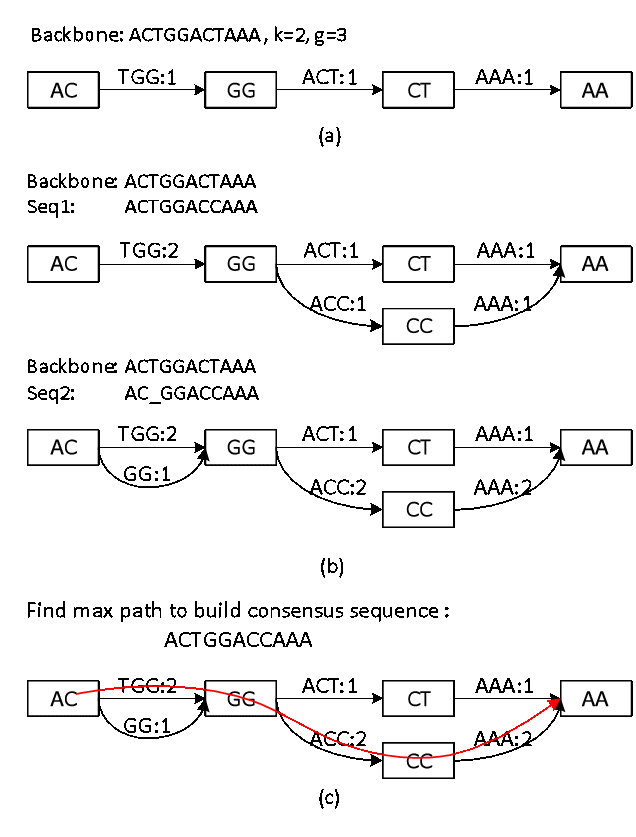 Backbone: ACTGGACTAAA, k=2, g=3
AC TGG:1 GG ACT:1 CT AAA:1 AA
(a)
Backbone: ACTGGACTAAA
Seq1: ACTGGACCAAA
AC TGG:2 GG ACT:1 CT AAA:1 AA
ACC:1 CC AAA:1
Backbone: ACTGGACTAAA
Seq2: AC_GGACCAAA
AC TGG:2 GG ACT:1 CT AAA:1 AA
GG:1 ACC:2 CC AAA:2
(b)
Find max path to build consensus sequence :
ACTGGACCAAA
AC TGG:2 GG ACT:1 CT AAA:1 AA
GG:1 ACC:2 CC AAA:2
(c)